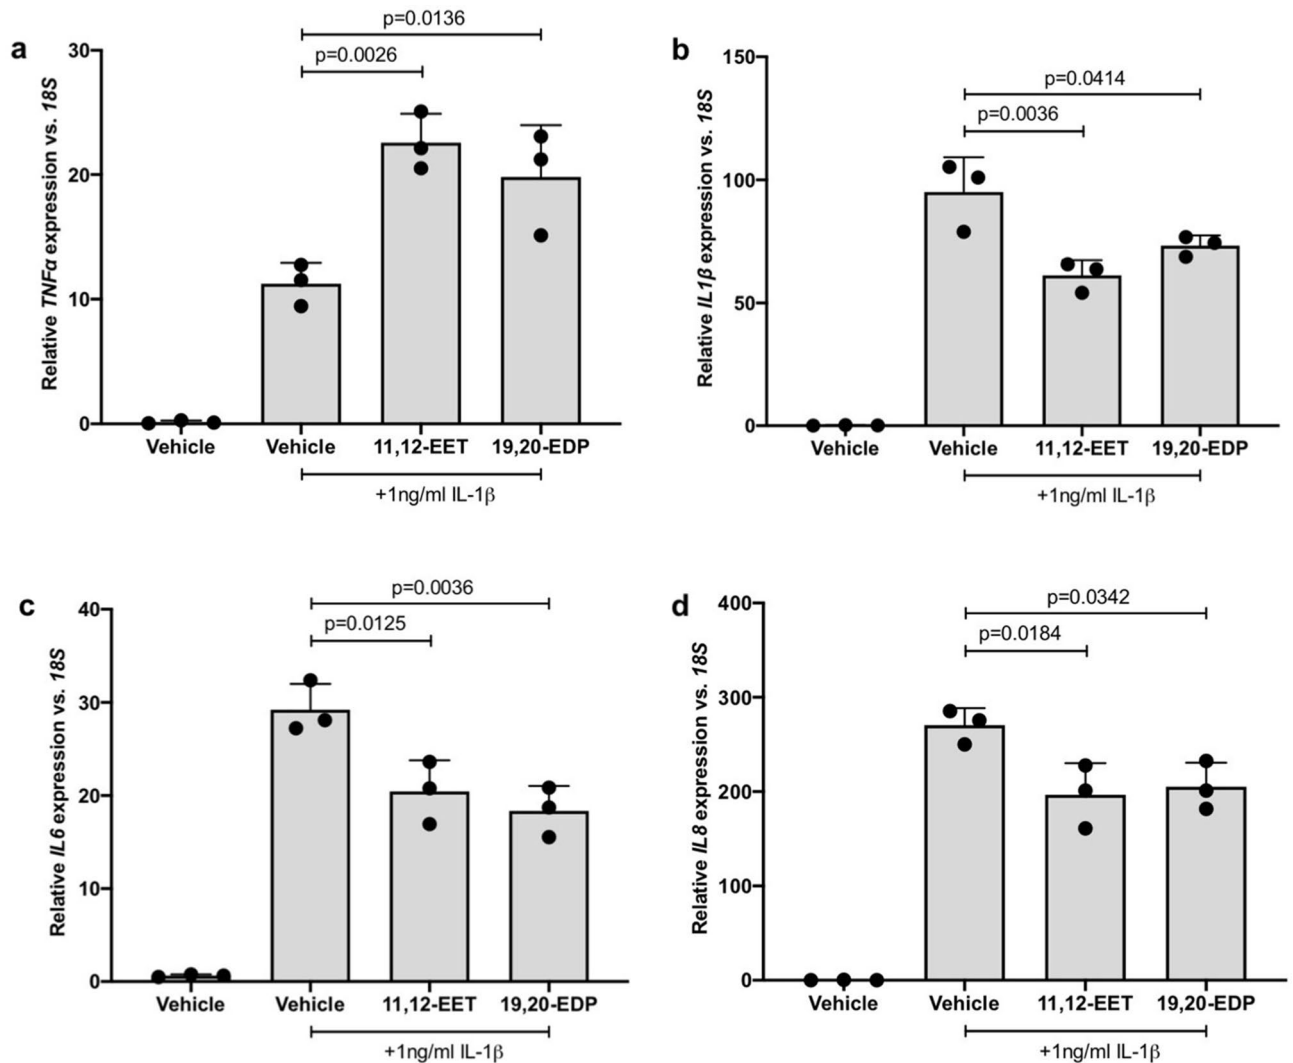 a
p=0.0136
p=0.0026
Relative TNFα expression vs. 18S
30
20
10
0
Vehicle Vehicle 11,12-EET 19,20-EDP
+1ng/ml IL-1β
b
p=0.0414
p=0.0036
Relative IL1β expression vs. 18S
150
100
50
0
Vehicle Vehicle 11,12-EET 19,20-EDP
+1ng/ml IL-1β
c
p=0.0036
p=0.0125
Relative IL6 expression vs. 18S
40
30
20
10
0
Vehicle Vehicle 11,12-EET 19,20-EDP
+1ng/ml IL-1β
d
p=0.0342
p=0.0184
Relative IL8 expression vs. 18S
400
300
200
100
0
Vehicle Vehicle 11,12-EET 19,20-EDP
+1ng/ml IL-1β